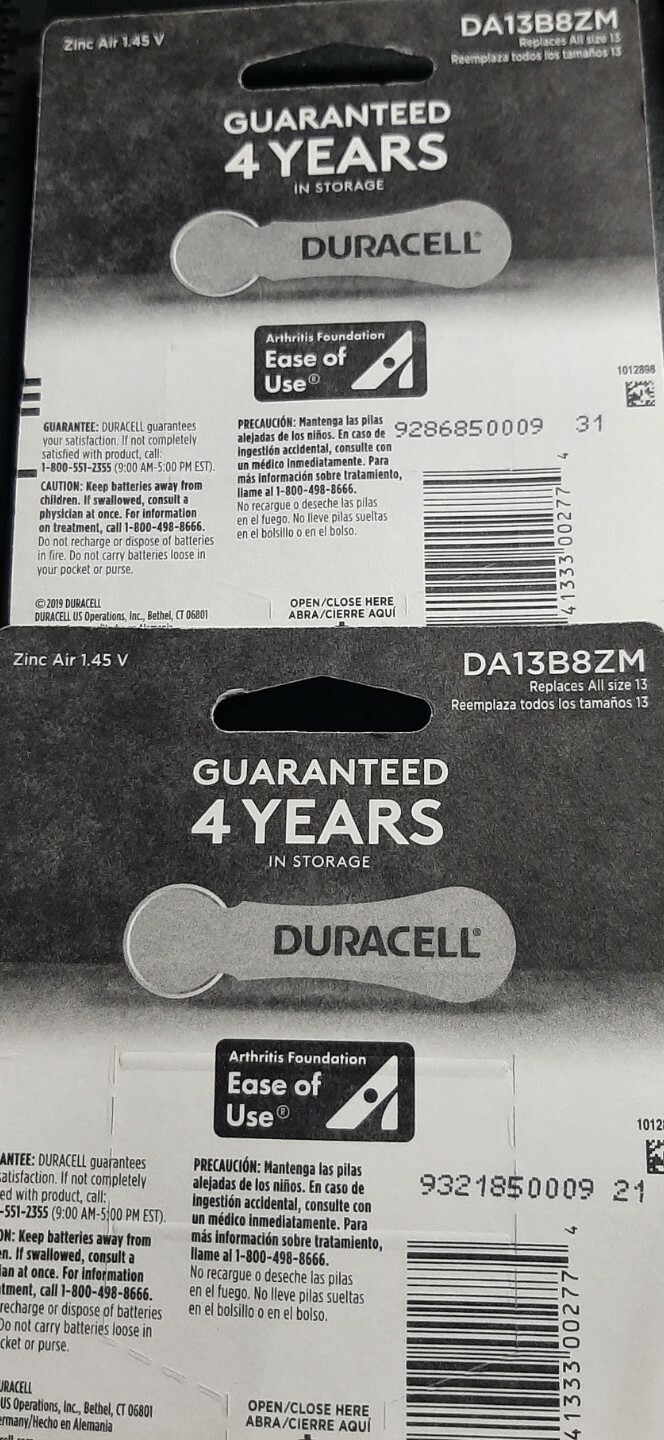 Zinc Air 1.45 V
DA13B8ZM
Replaces All size 13
Reemplaza todos los tamaños 13
GUARANTEED
4 YEARS
IN STORAGE
DURACELL®
Arthritis Foundation
Ease of
Use®
1012898
GUARANTEE: DURACELL guarantees
your satisfaction. If not completely
satisfied with product, call:
1-800-551-2355 (9:00 AM-5:00 PM EST).
CAUTION: Keep batteries away from
children. If swallowed, consult a
physician at once. For information
on treatment, call 1-800-498-8666.
Do not recharge or dispose of batteries
in fire. Do not carry batteries loose in
your pocket or purse.
©2019 DURACELL
DURACELL US Operations, Inc., Bethel, CT 06801
PRECAUCIÓN: Mantenga las pilas
alejadas de los niños. En caso de
ingestión accidental, consulte con
un médico inmediatamente. Para
más información sobre tratamiento,
llame al 1-800-498-8666.
No recargue o deseche las pilas
en el fuego. No lleve pilas sueltas
en el bolsillo o en el bolso.
OPEN/CLOSE HERE
ABRA/CIERRE AQUÍ
9286850009 31
41333 00277 4
Zinc Air 1.45 V
DA13B8ZM
Replaces All size 13
Reemplaza todos los tamaños 13
GUARANTEED
4 YEARS
IN STORAGE
DURACELL®
Arthritis Foundation
Ease of
Use®
1012
ANTEE: DURACELL guarantees
satisfaction. If not completely
ed with product, call:
-551-2355 (9:00 AM-5:00 PM EST).
ON: Keep batteries away from
en. If swallowed, consult a
ian at once. For information
tment, call 1-800-498-8666.
recharge or dispose of batteries
Do not carry batteries loose in
cket or purse.
URACELL
US Operations, Inc., Bethel, CT 06801
ermany/Hecho en Alemania
PRECAUCIÓN: Mantenga las pilas
alejadas de los niños. En caso de
ingestión accidental, consulte con
un médico inmediatamente. Para
más información sobre tratamiento,
llame al 1-800-498-8666.
No recargue o deseche las pilas
en el fuego. No lleve pilas sueltas
en el bolsillo o en el bolso.
OPEN/CLOSE HERE
ABRA/CIERRE AQUÍ
9321850009 21
41333 00277 4